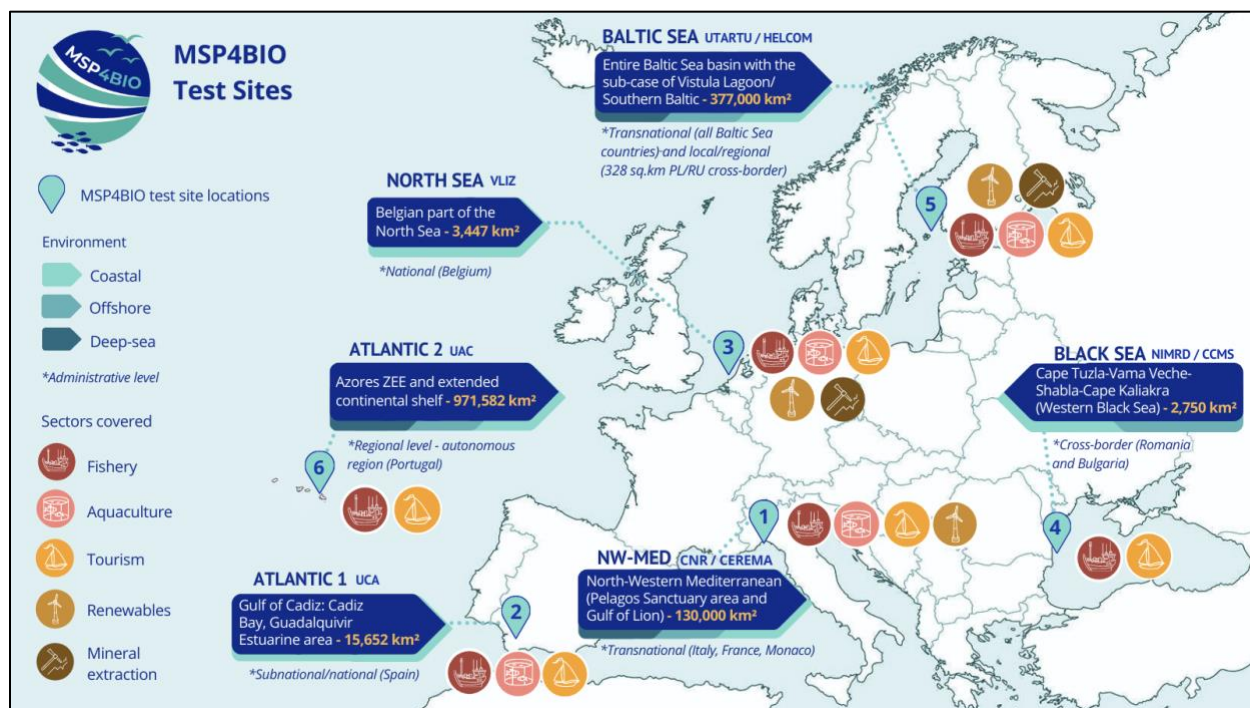 MSP4BIO
MSP4BIO
Test Sites
MSP4BIO test site locations
Environment
Coastal
Offshore
Deep-sea
*Administrative level
Sectors covered
Fishery
Aquaculture
Tourism
Renewables
Mineral
extraction
BALTIC SEA UTARTU / HELCOM
Entire Baltic Sea basin with the
sub-case of Vistula Lagoon/
Southern Baltic - 377,000 km²
*Transnational (all Baltic Sea
countries) and local/regional
(328 sq.km PL/RU cross-border)
5
NORTH SEA VLIZ
Belgian part of the
North Sea - 3,447 km²
*National (Belgium)
3
ATLANTIC 2 UAC
Azores ZEE and extended
continental shelf - 971,582 km²
*Regional level - autonomous
region (Portugal)
6
BLACK SEA NIMRD / CCMS
Cape Tuzla-Vama Veche-
Shabla-Cape Kaliakra
(Western Black Sea) - 2,750 km²
*Cross-border (Romania
and Bulgaria)
4
1
NW-MED CNR / CEREMA
North-Western Mediterranean
(Pelagos Sanctuary area and
Gulf of Lion) - 130,000 km²
*Transnational (Italy, France, Monaco)
ATLANTIC 1 UCA
Gulf of Cadiz: Cadiz
Bay, Guadalquivir
Estuarine area - 15,652 km²
*Subnational/national (Spain)
2